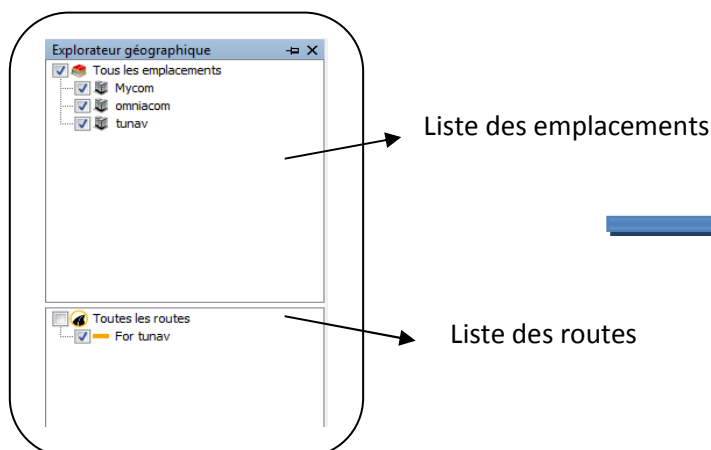 Explorateur géographique
Tous les emplacements
Mycom
omniacom
tunav
Liste des emplacements
Toutes les routes
For tunav
Liste des routes